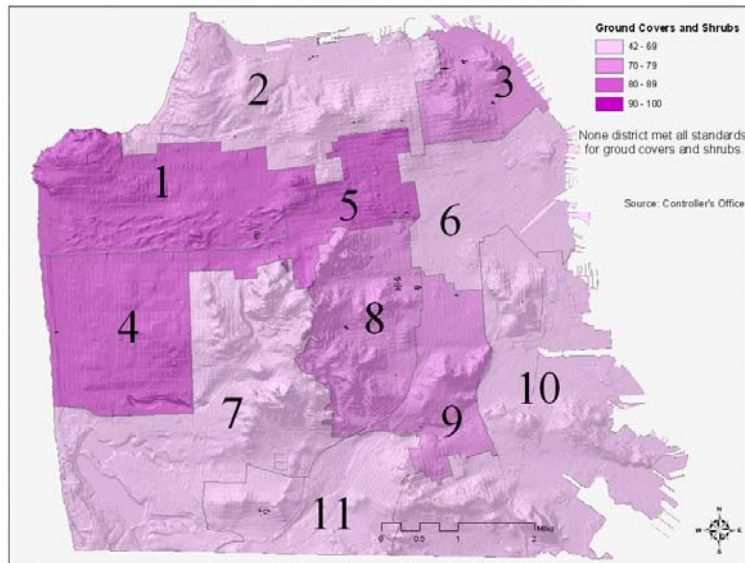 Ground Covers and Shrubs
42 - 69
70 - 79
80 - 89
90 - 100
None district met all standards
for groud covers and shrubs.
Source: Controller's Office
2
3
1
5
6
4
8
7
9
10
11
0 0.5 1 2
Miles
N
W E
S